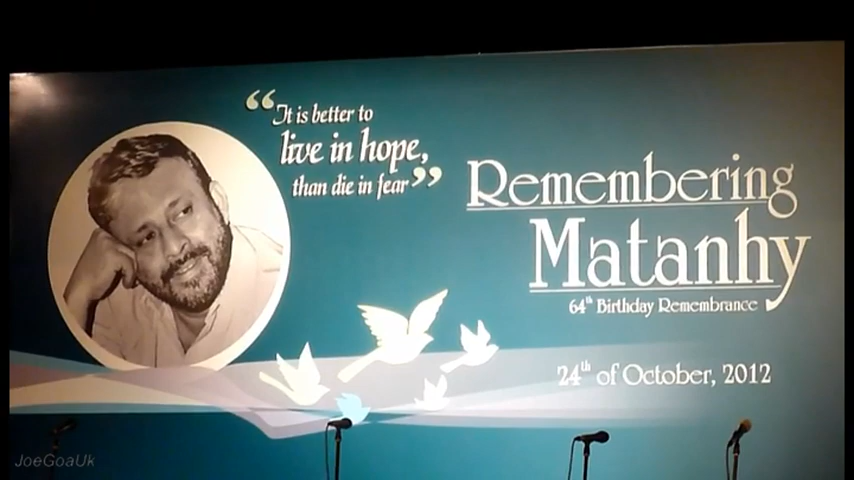 “It is better to
live in hope,
than die in fear”
Remembering
Matanhy
64th Birthday Remembrance
24th of October, 2012
JoeGoaUk